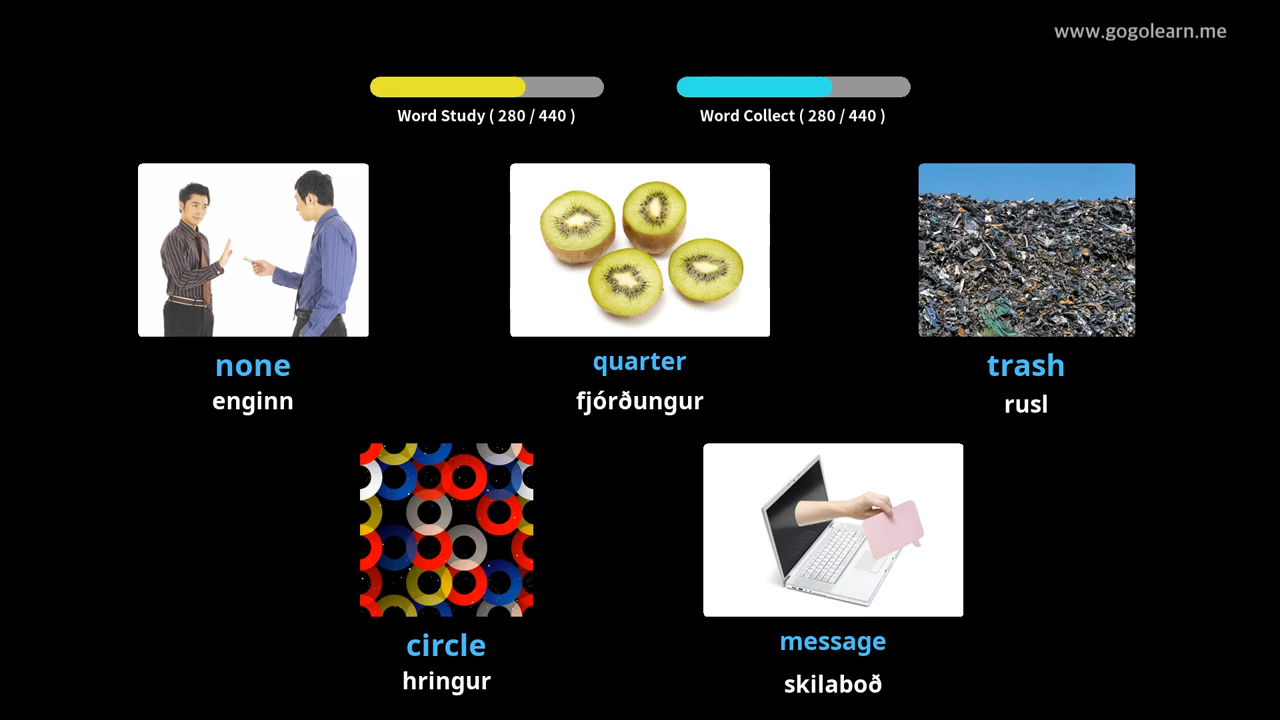 www.gogolearn.me
Word Study ( 280 / 440 )
Word Collect ( 280 / 440 )
none
enginn
quarter
fjórðungur
trash
rusl
circle
hringur
message
skilaboð